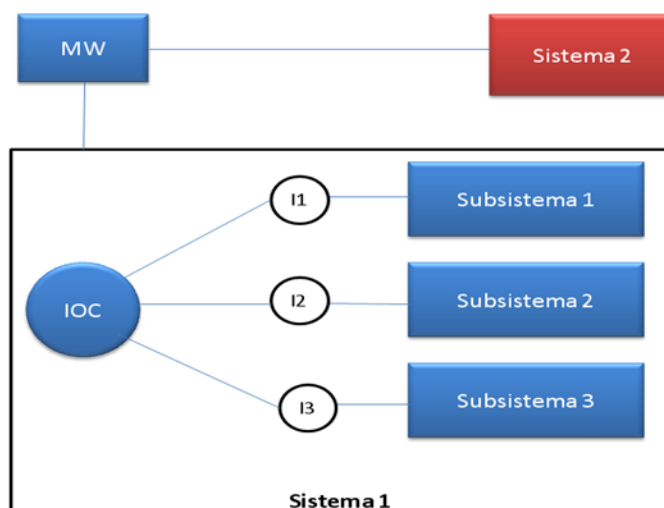 MW
Sistema 2
I1
Subsistema 1
IOC
I2
Subsistema 2
I3
Subsistema 3
Sistema 1